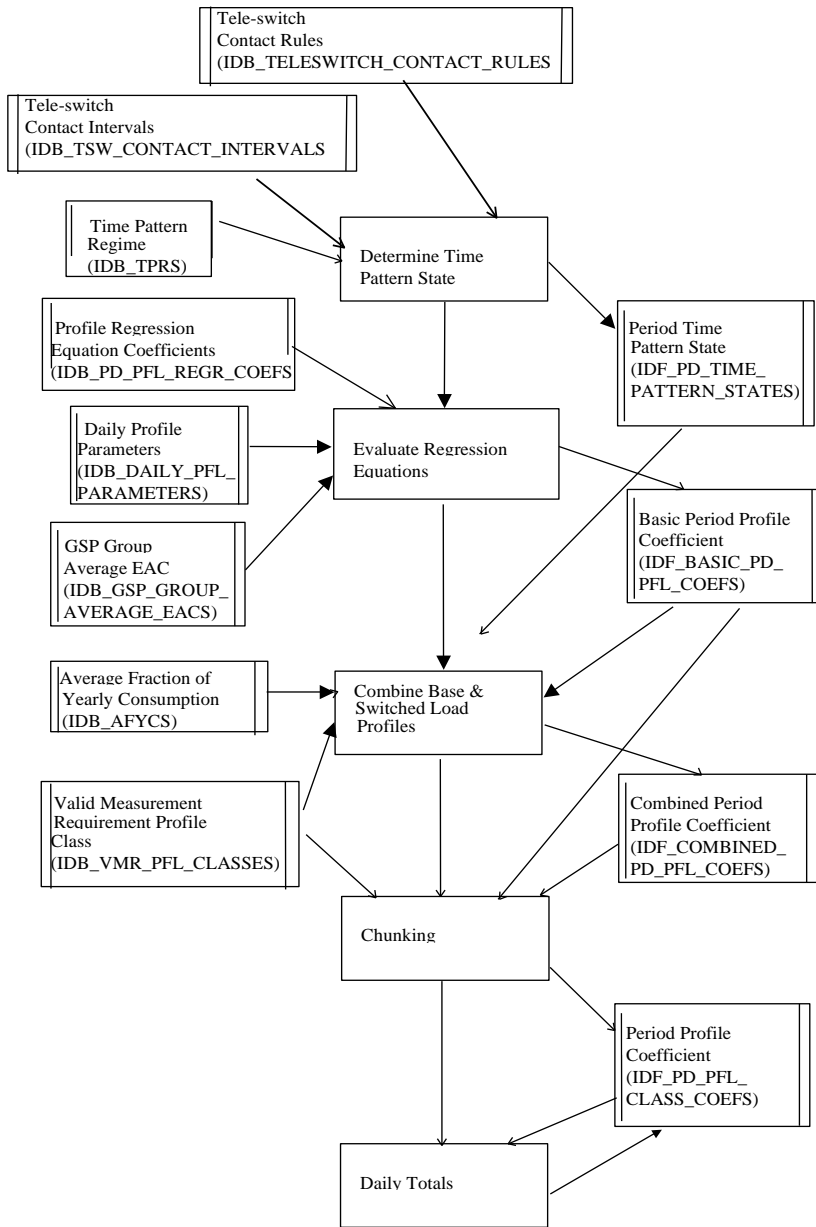 Tele-switch
Contact Rules
(IDB_TELESWITCH_CONTACT_RULES
Tele-switch
Contact Intervals
(IDB_TSW_CONTACT_INTERVALS
Time Pattern
Regime
(IDB_TPRS)
Determine Time
Pattern State
Profile Regression
Equation Coefficients
(IDB_PD_PFL_REGR_COEFS
Period Time
Pattern State
(IDF_PD_TIME_
PATTERN_STATES)
Daily Profile
Parameters
(IDB_DAILY_PFL_
PARAMETERS)
Evaluate Regression
Equations
GSP Group
Average EAC
(IDB_GSP_GROUP_
AVERAGE_EACS)
Basic Period Profile
Coefficient
(IDF_BASIC_PD_
PFL_COEFS)
Average Fraction of
Yearly Consumption
(IDB_AFYCS)
Combine Base &
Switched Load
Profiles
Valid Measurement
Requirement Profile
Class
(IDB_VMR_PFL_CLASSES)
Combined Period
Profile Coefficient
(IDF_COMBINED_
PD_PFL_COEFS)
Chunking
Period Profile
Coefficient
(IDF_PD_PFL_
CLASS_COEFS)
Daily Totals